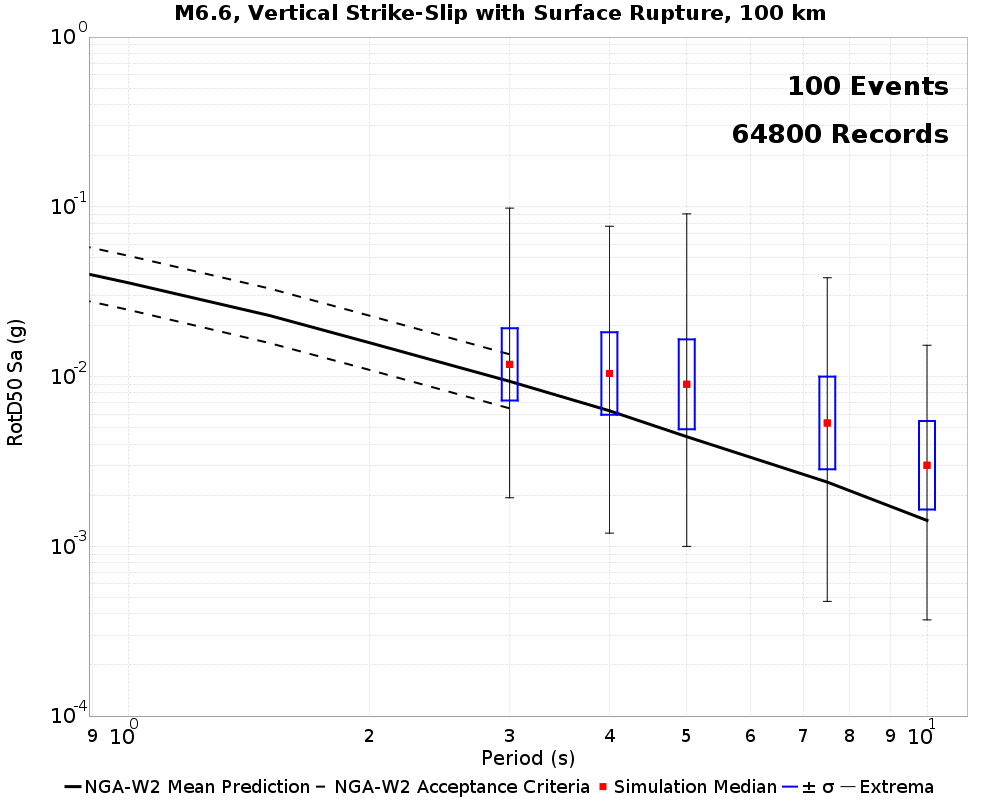 M6.6, Vertical Strike-Slip with Surface Rupture, 100 km
100 Events
64800 Records
RotD50 Sa (g)
10^0
10^-1
10^-2
10^-3
10^-4
9 10^0 2 3 4 5 6 7 8 9 10^1
Period (s)
NGA-W2 Mean Prediction NGA-W2 Acceptance Criteria Simulation Median ± σ Extrema